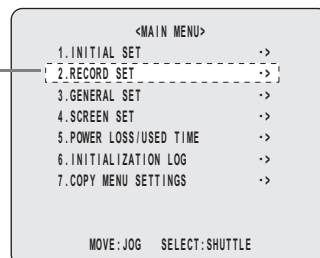 <MAIN MENU>
1.INITIAL SET ->
2.RECORD SET ->
3.GENERAL SET ->
4.SCREEN SET ->
5.POWER LOSS/USED TIME ->
6.INITIALIZATION LOG ->
7.COPY MENU SETTINGS ->
MOVE:JOG SELECT:SHUTTLE